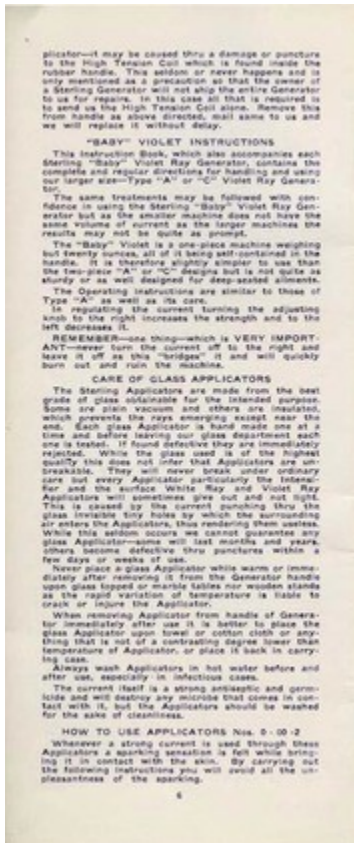 plicator—it may be caused thru a damage or puncture
to the High Tension Coil which is found inside the
rubber handle. This seldom or never happens and is
only mentioned as a precaution so that the owner of
a Sterling Generator will not ship the entire Generator
to us for repairs. In this case all that is required is
to send us the High Tension Coil alone. Remove this
from handle as above directed, mail same to us and
we will replace it without delay.
"BABY" VIOLET INSTRUCTIONS
This Instruction Book, which also accompanies each
Sterling "Baby" Violet Ray Generator, contains the
complete and regular directions for handling and using
our larger size—Type "A" or "C" Violet Ray Genera-
tor.
The same treatments may be followed with con-
fidence in using the Sterling "Baby" Violet Ray Gen-
erator but as the smaller machine does not have the
same volume of current as the larger machines the
results may not be quite as prompt.
The "Baby" Violet is a one-piece machine weighing
but twenty ounces, all of it being self-contained in the
handle. It is therefore slightly simpler to use than
the two-piece "A" or "C" designs but is not quite as
sturdy or as well designed for deep-seated ailments.
The Operating instructions are similar to those of
Type "A" as well as its care.
In regulating the current turning the adjusting
knob to the right increases the strength and to the
left decreases it.
REMEMBER—one thing—which is VERY IMPORT-
ANT—never turn the current off to the right and
leave it off as this "bridges" it and will quickly
burn out and ruin the machine.
CARE OF GLASS APPLICATORS
The Sterling Applicators are made from the best
grade of glass obtainable for the intended purpose.
Some are plain vacuum and others are insulated,
which prevents the rays emerging except near the
end. Each glass Applicator is hand made one at a
time and before leaving our glass department each
one is tested. If found defective they are immediately
rejected. While the glass used is of the highest
quality this does not infer that Applicators are un-
breakable. They will never break under ordinary
care but every Applicator particularly the Intensi-
fier and the surface White Ray and Violet Ray
Applicators will sometimes give out and not light.
This is caused by the current punching thru the
glass invisible tiny holes by which the surrounding
air enters the Applicators, thus rendering them useless.
While this seldom occurs we cannot guarantee any
glass Applicator—some will last months and years,
others become defective thru punctures within a
few days or weeks of use.
Never place a glass Applicator while warm or imme-
diately after removing it from the Generator handle
upon glass topped or marble tables nor wooden stands
as the rapid variation of temperature is liable to
crack or injure the Applicator.
When removing Applicator from handle of Genera-
tor immediately after use it is better to place the
glass Applicator upon towel or cotton cloth or any-
thing that is not of a contrasting degree lower than
temperature of Applicator, or place it back in carry-
ing case.
Always wash Applicators in hot water before and
after use, especially in infectious cases.
The current itself is a strong antiseptic and germ-
icide and will destroy any microbe that comes in con-
tact with it, but the Applicators should be washed
for the sake of cleanliness.
HOW TO USE APPLICATORS Nos. 0-00-2
Whenever a strong current is used through these
Applicators a sparking sensation is felt while bring-
ing it in contact with the skin. By carrying out
the following instructions you will avoid all the un-
pleasantness of the sparking.
6